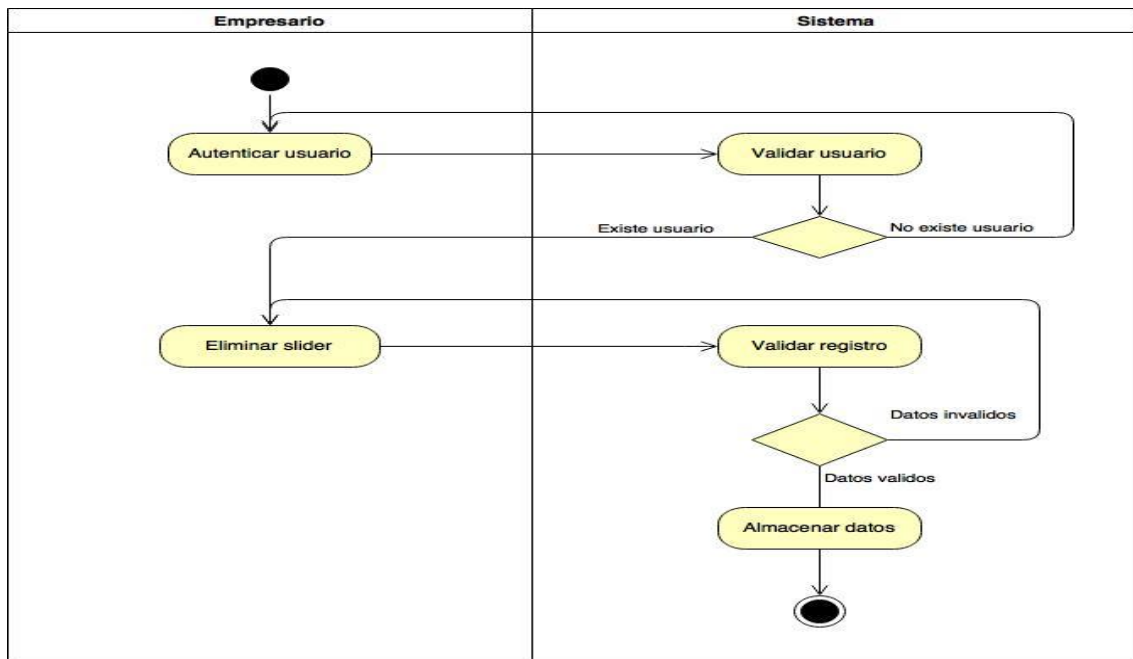 Empresario
Sistema
Autenticar usuario
Validar usuario
Existe usuario
No existe usuario
Eliminar slider
Validar registro
Datos invalidos
Datos validos
Almacenar datos